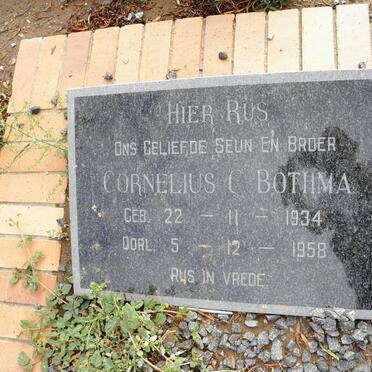 HIER RUS
ONS GELIEFDE SEUN EN BROER
CORNELIUS C. BOTHMA
GEB. 22 - 11 - 1934
OORL. 5 - 12 - 1958
RUS IN VREDE